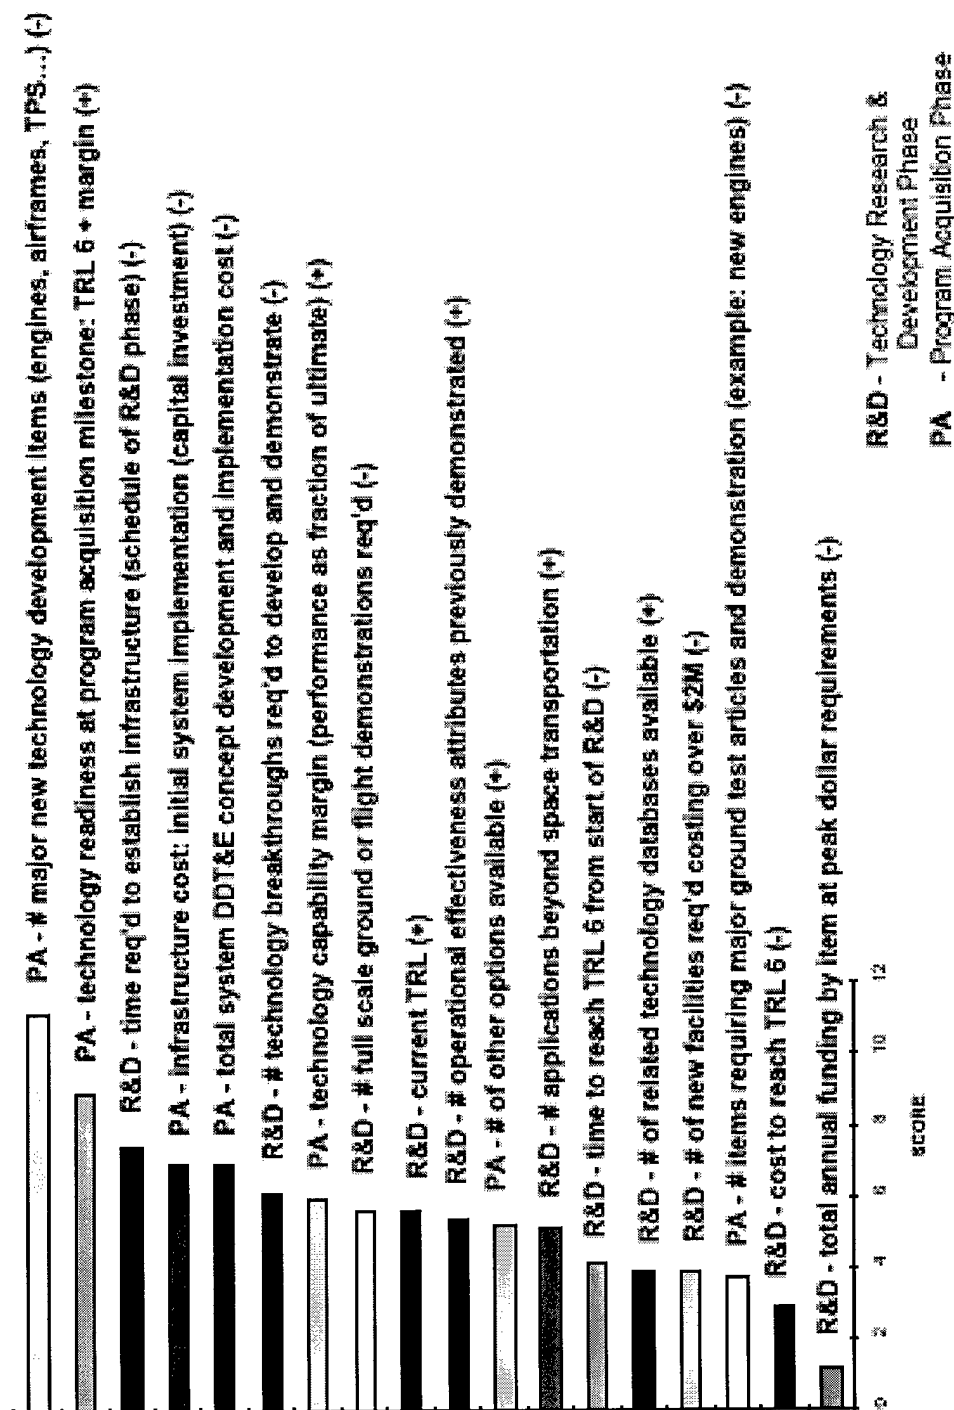 PA - # major new technology development items (engines, airframes, TPS...) (-)
PA - technology readiness at program acquisition milestone: TRL 6 + margin (+)
R&D - time req'd to establish infrastructure (schedule of R&D phase) (-)
PA - infrastructure cost: initial system implementation (capital investment) (-)
PA - total system DDT&E concept development and implementation cost (-)
R&D - # technology breakthroughs req'd to develop and demonstrate (-)
PA - technology capability margin (performance as fraction of ultimate) (+)
R&D - # full scale ground or flight demonstrations req'd (-)
R&D - current TRL (+)
R&D - # operational effectiveness attributes previously demonstrated (+)
PA - # of other options available (+)
R&D - # applications beyond space transportation (+)
R&D - time to reach TRL 6 from start of R&D (-)
R&D - # of related technology databases available (+)
R&D - # of new facilities req'd costing over $2M (-)
PA - # items requiring major ground test articles and demonstration (example: new engines) (-)
R&D - cost to reach TRL 6 (-)
R&D - total annual funding by item at peak dollar requirements (-)
0 2 4 6 8 10 12
SCORE
R&D - Technology Research &
Development Phase
PA - Program Acquisition Phase